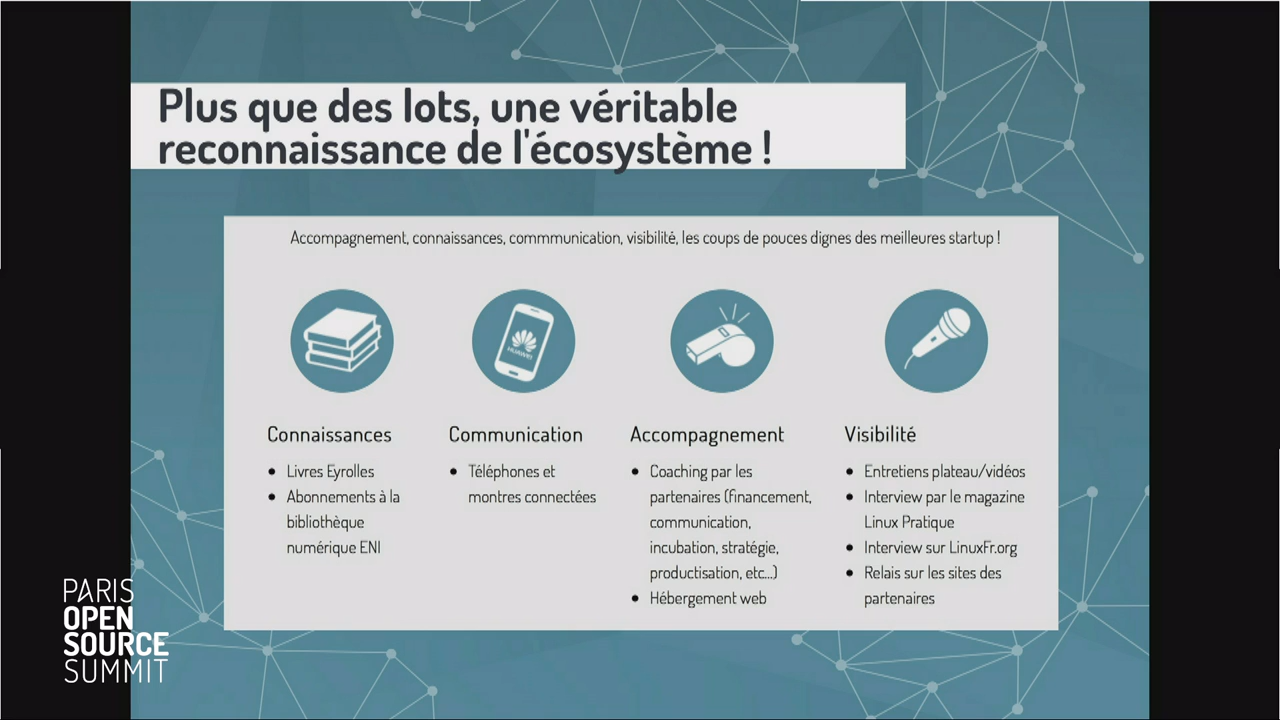 Plus que des lots, une véritable
reconnaissance de l'écosystème !
Accompagnement, connaissances, commmunication, visibilité, les coups de pouces dignes des meilleures startup !
HUAWEI
Connaissances
• Livres Eyrolles
• Abonnements à la
bibliothèque
numérique ENI
Communication
• Téléphones et
montres connectées
Accompagnement
• Coaching par les
partenaires (financement,
communication,
incubation, stratégie,
productisation, etc...)
• Hébergement web
Visibilité
• Entretiens plateau/vidéos
• Interview par le magazine
Linux Pratique
• Interview sur LinuxFr.org
• Relais sur les sites des
partenaires
PARIS
OPEN
SOURCE
SUMMIT